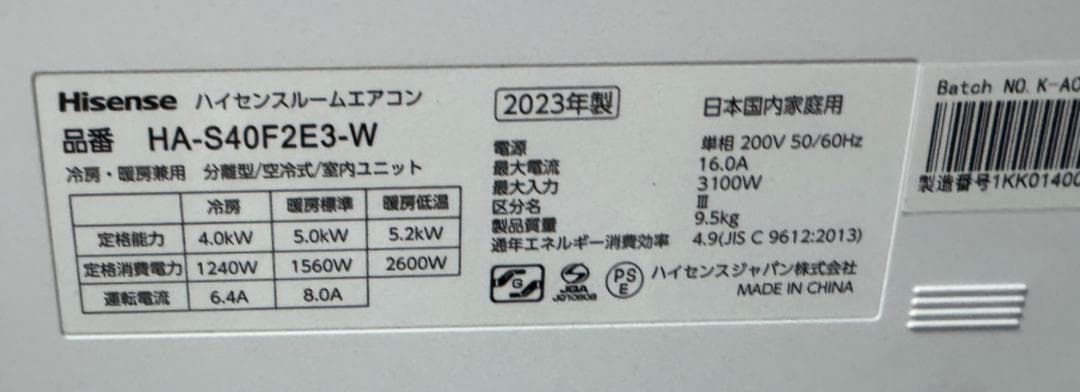 Hisense ハイセンスルームエアコン
品番 HA-S40F2E3-W
冷房・暖房兼用 分離型/空冷式/室内ユニット
冷房 暖房標準 暖房低温
定格能力 4.0kW 5.0kW 5.2kW
定格消費電力 1240W 1560W 2600W
運転電流 6.4A 8.0A
2023年製 日本国内家庭用
電源 単相 200V 50/60Hz
最大電流 16.0A
最大入力 3100W
区分名 Ⅲ
製品質量 9.5kg
通年エネルギー消費効率 4.9(JIS C 9612:2013)
G
JQA
JQ1080B
PS
E
ハイセンスジャパン株式会社
MADE IN CHINA
Batch NO. K-AC
製造番号1KK01400